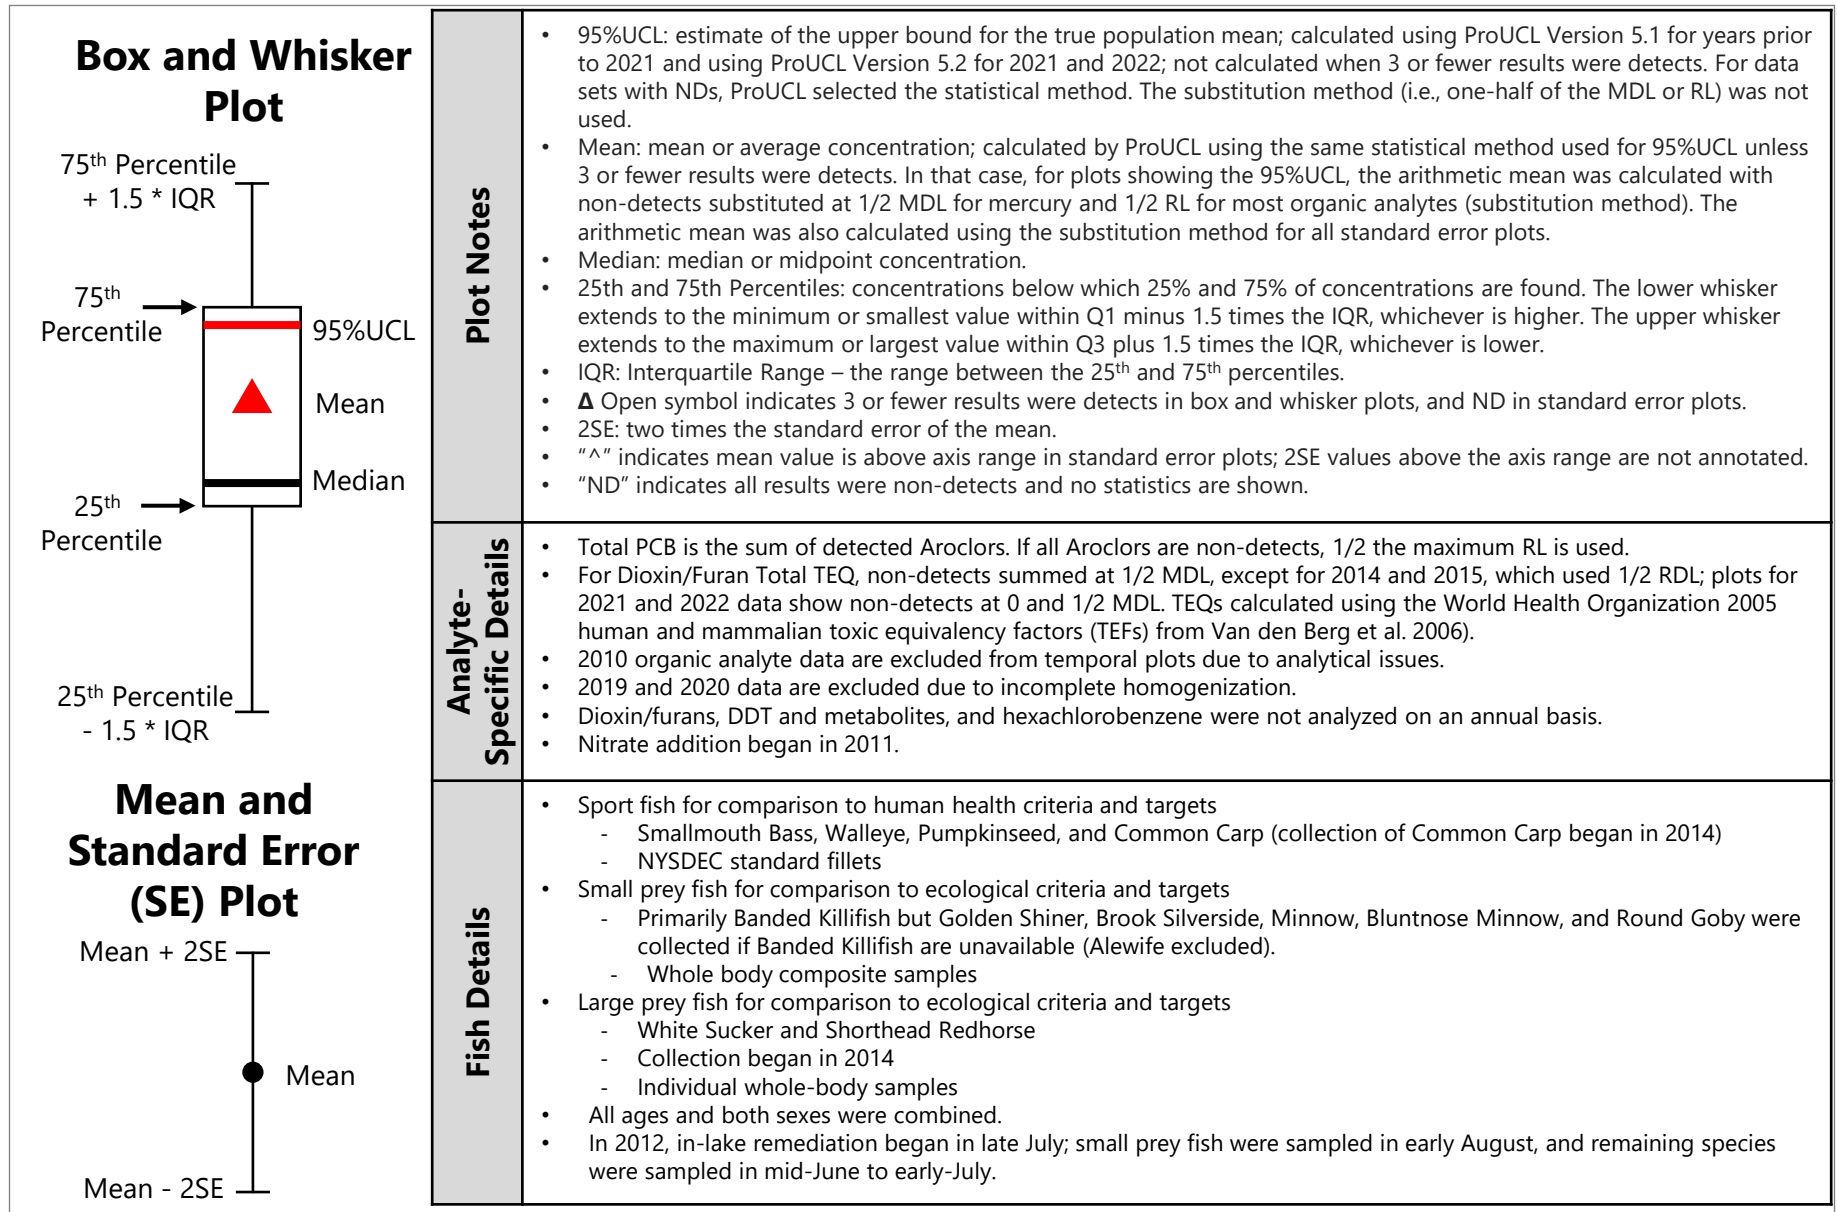 Box and Whisker
Plot
75th Percentile
+ 1.5 * IQR
75th
Percentile
95%UCL
Mean
Median
25th
Percentile
25th Percentile
- 1.5 * IQR
Mean and
Standard Error
(SE) Plot
Mean + 2SE
Mean
Mean - 2SE
Plot Notes
• 95%UCL: estimate of the upper bound for the true population mean; calculated using ProUCL Version 5.1 for years prior
to 2021 and using ProUCL Version 5.2 for 2021 and 2022; not calculated when 3 or fewer results were detects. For data
sets with NDs, ProUCL selected the statistical method. The substitution method (i.e., one-half of the MDL or RL) was not
used.
• Mean: mean or average concentration; calculated by ProUCL using the same statistical method used for 95%UCL unless
3 or fewer results were detects. In that case, for plots showing the 95%UCL, the arithmetic mean was calculated with
non-detects substituted at 1/2 MDL for mercury and 1/2 RL for most organic analytes (substitution method). The
arithmetic mean was also calculated using the substitution method for all standard error plots.
• Median: median or midpoint concentration.
• 25th and 75th Percentiles: concentrations below which 25% and 75% of concentrations are found. The lower whisker
extends to the minimum or smallest value within Q1 minus 1.5 times the IQR, whichever is higher. The upper whisker
extends to the maximum or largest value within Q3 plus 1.5 times the IQR, whichever is lower.
• IQR: Interquartile Range – the range between the 25th and 75th percentiles.
• Δ Open symbol indicates 3 or fewer results were detects in box and whisker plots, and ND in standard error plots.
• 2SE: two times the standard error of the mean.
• “^” indicates mean value is above axis range in standard error plots; 2SE values above the axis range are not annotated.
• “ND” indicates all results were non-detects and no statistics are shown.
Analyte-
Specific Details
• Total PCB is the sum of detected Aroclors. If all Aroclors are non-detects, 1/2 the maximum RL is used.
• For Dioxin/Furan Total TEQ, non-detects summed at 1/2 MDL, except for 2014 and 2015, which used 1/2 RDL; plots for
2021 and 2022 data show non-detects at 0 and 1/2 MDL. TEQs calculated using the World Health Organization 2005
human and mammalian toxic equivalency factors (TEFs) from Van den Berg et al. 2006).
• 2010 organic analyte data are excluded from temporal plots due to analytical issues.
• 2019 and 2020 data are excluded due to incomplete homogenization.
• Dioxin/furans, DDT and metabolites, and hexachlorobenzene were not analyzed on an annual basis.
• Nitrate addition began in 2011.
Fish Details
• Sport fish for comparison to human health criteria and targets
- Smallmouth Bass, Walleye, Pumpkinseed, and Common Carp (collection of Common Carp began in 2014)
- NYSDEC standard fillets
• Small prey fish for comparison to ecological criteria and targets
- Primarily Banded Killifish but Golden Shiner, Brook Silverside, Minnow, Bluntnose Minnow, and Round Goby were
collected if Banded Killifish are unavailable (Alewife excluded).
- Whole body composite samples
• Large prey fish for comparison to ecological criteria and targets
- White Sucker and Shorthead Redhorse
- Collection began in 2014
- Individual whole-body samples
• All ages and both sexes were combined.
• In 2012, in-lake remediation began in late July; small prey fish were sampled in early August, and remaining species
were sampled in mid-June to early-July.